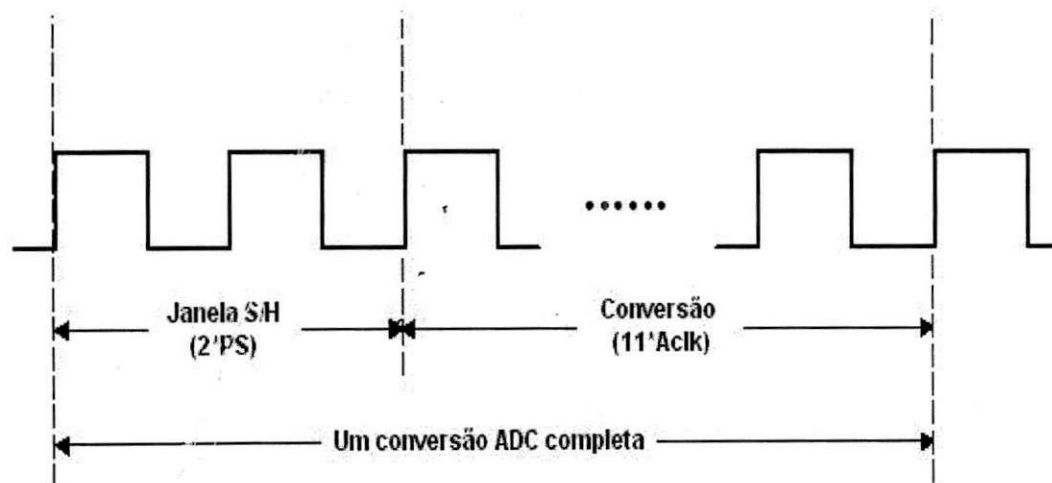 Janela S/H
(2*PS)
Conversão
(11*Aclk)
Um conversão ADC completa